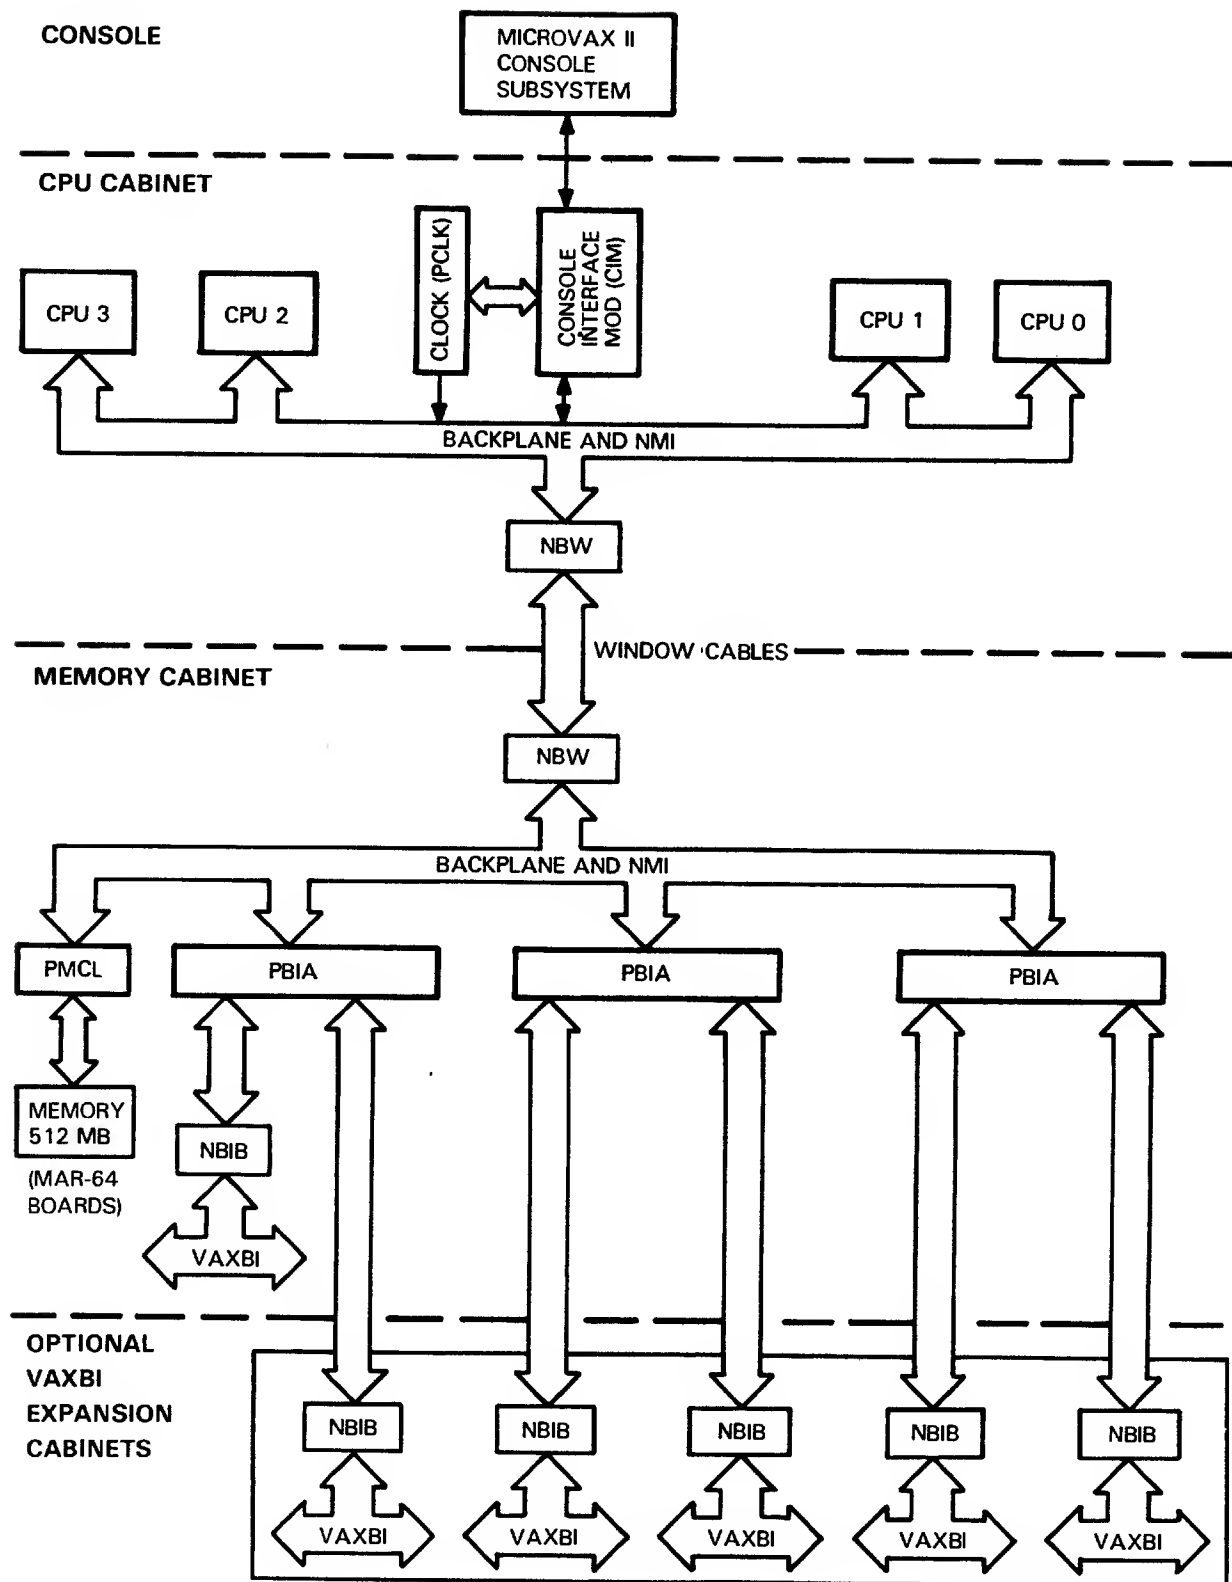 CONSOLE
MICROVAX II
CONSOLE
SUBSYSTEM
CPU CABINET
CLOCK (PCLK)
CONSOLE
INTERFACE
MOD (CIM)
CPU 3
CPU 2
CPU 1
CPU 0
BACKPLANE AND NMI
NBW
WINDOW CABLES
MEMORY CABINET
NBW
BACKPLANE AND NMI
PMCL
PBIA
PBIA
PBIA
MEMORY
512 MB
(MAR-64
BOARDS)
NBIB
VAXBI
OPTIONAL
VAXBI
EXPANSION
CABINETS
NBIB
NBIB
NBIB
NBIB
NBIB
VAXBI
VAXBI
VAXBI
VAXBI
VAXBI